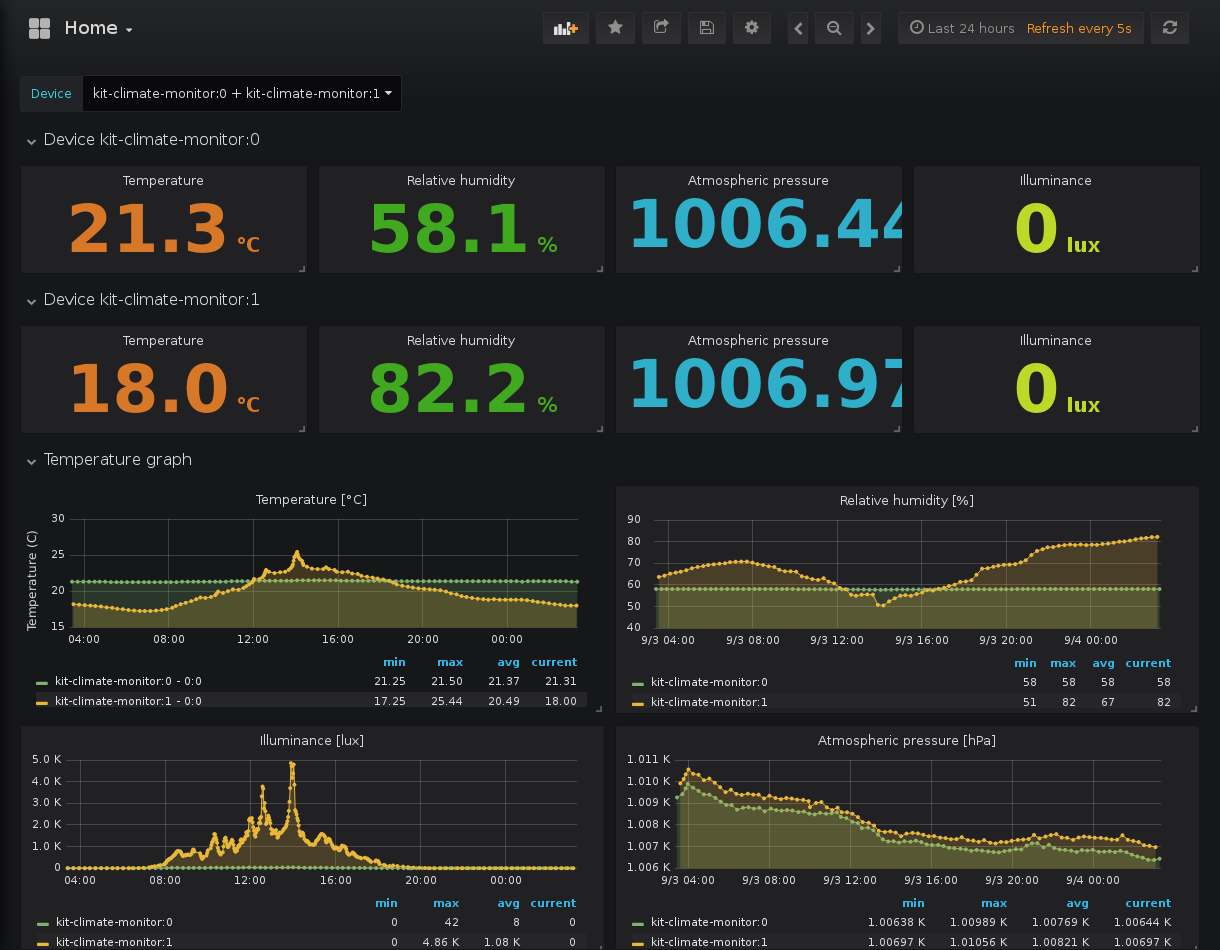 Home
Last 24 hours Refresh every 5s
Device kit-climate-monitor:0 + kit-climate-monitor:1
Device kit-climate-monitor:0
Temperature Relative humidity Atmospheric pressure Illuminance
21.3 °C 58.1 % 1006.44 0 lux
Device kit-climate-monitor:1
Temperature Relative humidity Atmospheric pressure Illuminance
18.0 °C 82.2 % 1006.97 0 lux
Temperature graph
Temperature [°C]
Temperature (C)
30
25
20
15
04:00 08:00 12:00 16:00 20:00 00:00
min max avg current
kit-climate-monitor:0 - 0:0 21.25 21.50 21.37 21.31
kit-climate-monitor:1 - 0:0 17.25 25.44 20.49 18.00
Relative humidity [%]
90
80
70
60
50
40
9/3 04:00 9/3 08:00 9/3 12:00 9/3 16:00 9/3 20:00 9/4 00:00
min max avg current
kit-climate-monitor:0 58 58 58 58
kit-climate-monitor:1 51 82 67 82
Illuminance [lux]
5.0 K
4.0 K
3.0 K
2.0 K
1.0 K
0
04:00 08:00 12:00 16:00 20:00 00:00
min max avg current
kit-climate-monitor:0 0 42 8 0
kit-climate-monitor:1 0 4.86 K 1.08 K 0
Atmospheric pressure [hPa]
1.011 K
1.010 K
1.009 K
1.008 K
1.007 K
1.006 K
9/3 04:00 9/3 08:00 9/3 12:00 9/3 16:00 9/3 20:00 9/4 00:00
min max avg current
kit-climate-monitor:0 1.00638 K 1.00989 K 1.00769 K 1.00644 K
kit-climate-monitor:1 1.00697 K 1.01056 K 1.00821 K 1.00697 K